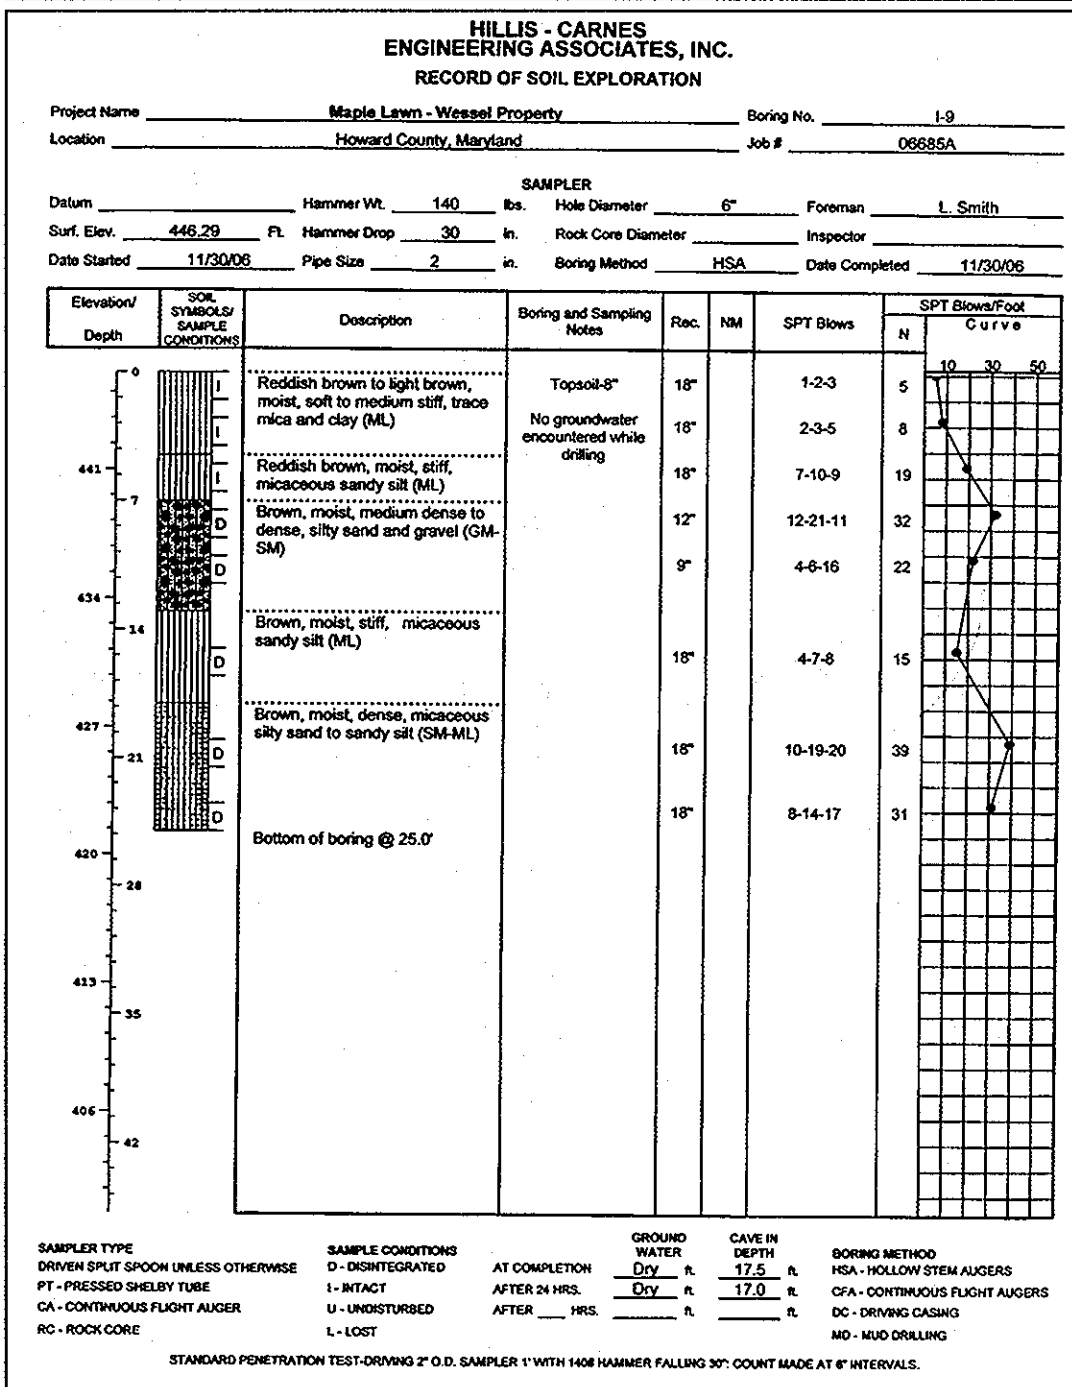 HILLIS - CARNES
ENGINEERING ASSOCIATES, INC.
RECORD OF SOIL EXPLORATION
Project Name Maple Lawn - Wessel Property Boring No. I-9
Location Howard County, Maryland Job # 06685A
SAMPLER
Datum Hammer Wt. 140 lbs. Hole Diameter 6" Foreman L. Smith
Surf. Elev. 446.29 Ft. Hammer Drop 30 in. Rock Core Diameter Inspector
Date Started 11/30/06 Pipe Size 2 in. Boring Method HSA Date Completed 11/30/06
Elevation/
Depth
SOIL
SYMBOLS/
SAMPLE
CONDITIONS
Description
Boring and Sampling
Notes
Rec.
NM
SPT Blows
SPT Blows/Foot
N
Curve
10 30 50
0
I
Reddish brown to light brown,
moist, soft to medium stiff, trace
mica and clay (ML)
Topsoil-8"
18"
1-2-3
5
I
No groundwater
encountered while
drilling
18"
2-3-5
8
441
I
Reddish brown, moist, stiff,
micaceous sandy silt (ML)
18"
7-10-9
19
7
D
Brown, moist, medium dense to
dense, silty sand and gravel (GM-
SM)
12"
12-21-11
32
D
9"
4-6-16
22
434
14
Brown, moist, stiff, micaceous
sandy silt (ML)
D
18"
4-7-8
15
427
Brown, moist, dense, micaceous
silty sand to sandy silt (SM-ML)
21
D
18"
10-19-20
39
D
18"
8-14-17
31
Bottom of boring @ 25.0'
420
28
413
35
406
42
SAMPLER TYPE
DRIVEN SPLIT SPOON UNLESS OTHERWISE
PT - PRESSED SHELBY TUBE
CA - CONTINUOUS FLIGHT AUGER
RC - ROCK CORE
SAMPLE CONDITIONS
D - DISINTEGRATED
I - INTACT
U - UNDISTURBED
L - LOST
GROUND
WATER
CAVE IN
DEPTH
AT COMPLETION Dry ft. 17.5 ft.
AFTER 24 HRS. Dry ft. 17.0 ft.
AFTER ___ HRS. ft. ft.
BORING METHOD
HSA - HOLLOW STEM AUGERS
CFA - CONTINUOUS FLIGHT AUGERS
DC - DRIVING CASING
MD - MUD DRILLING
STANDARD PENETRATION TEST-DRIVING 2" O.D. SAMPLER 1' WITH 140# HAMMER FALLING 30": COUNT MADE AT 6" INTERVALS.